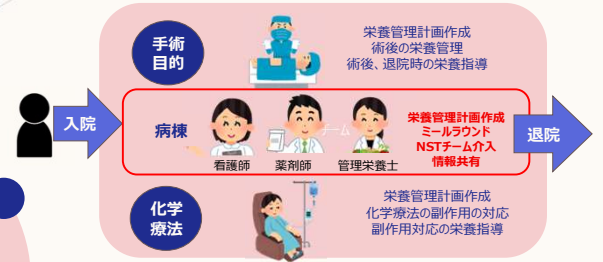 手術
目的
栄養管理計画作成
術後の栄養管理
術後、退院時の栄養指導
入院
病棟
チーム
看護師
薬剤師
管理栄養士
栄養管理計画作成
ミールラウンド
NSTチーム介入
情報共有
退院
化学
療法
栄養管理計画作成
化学療法の副作用の対応
副作用対応の栄養指導